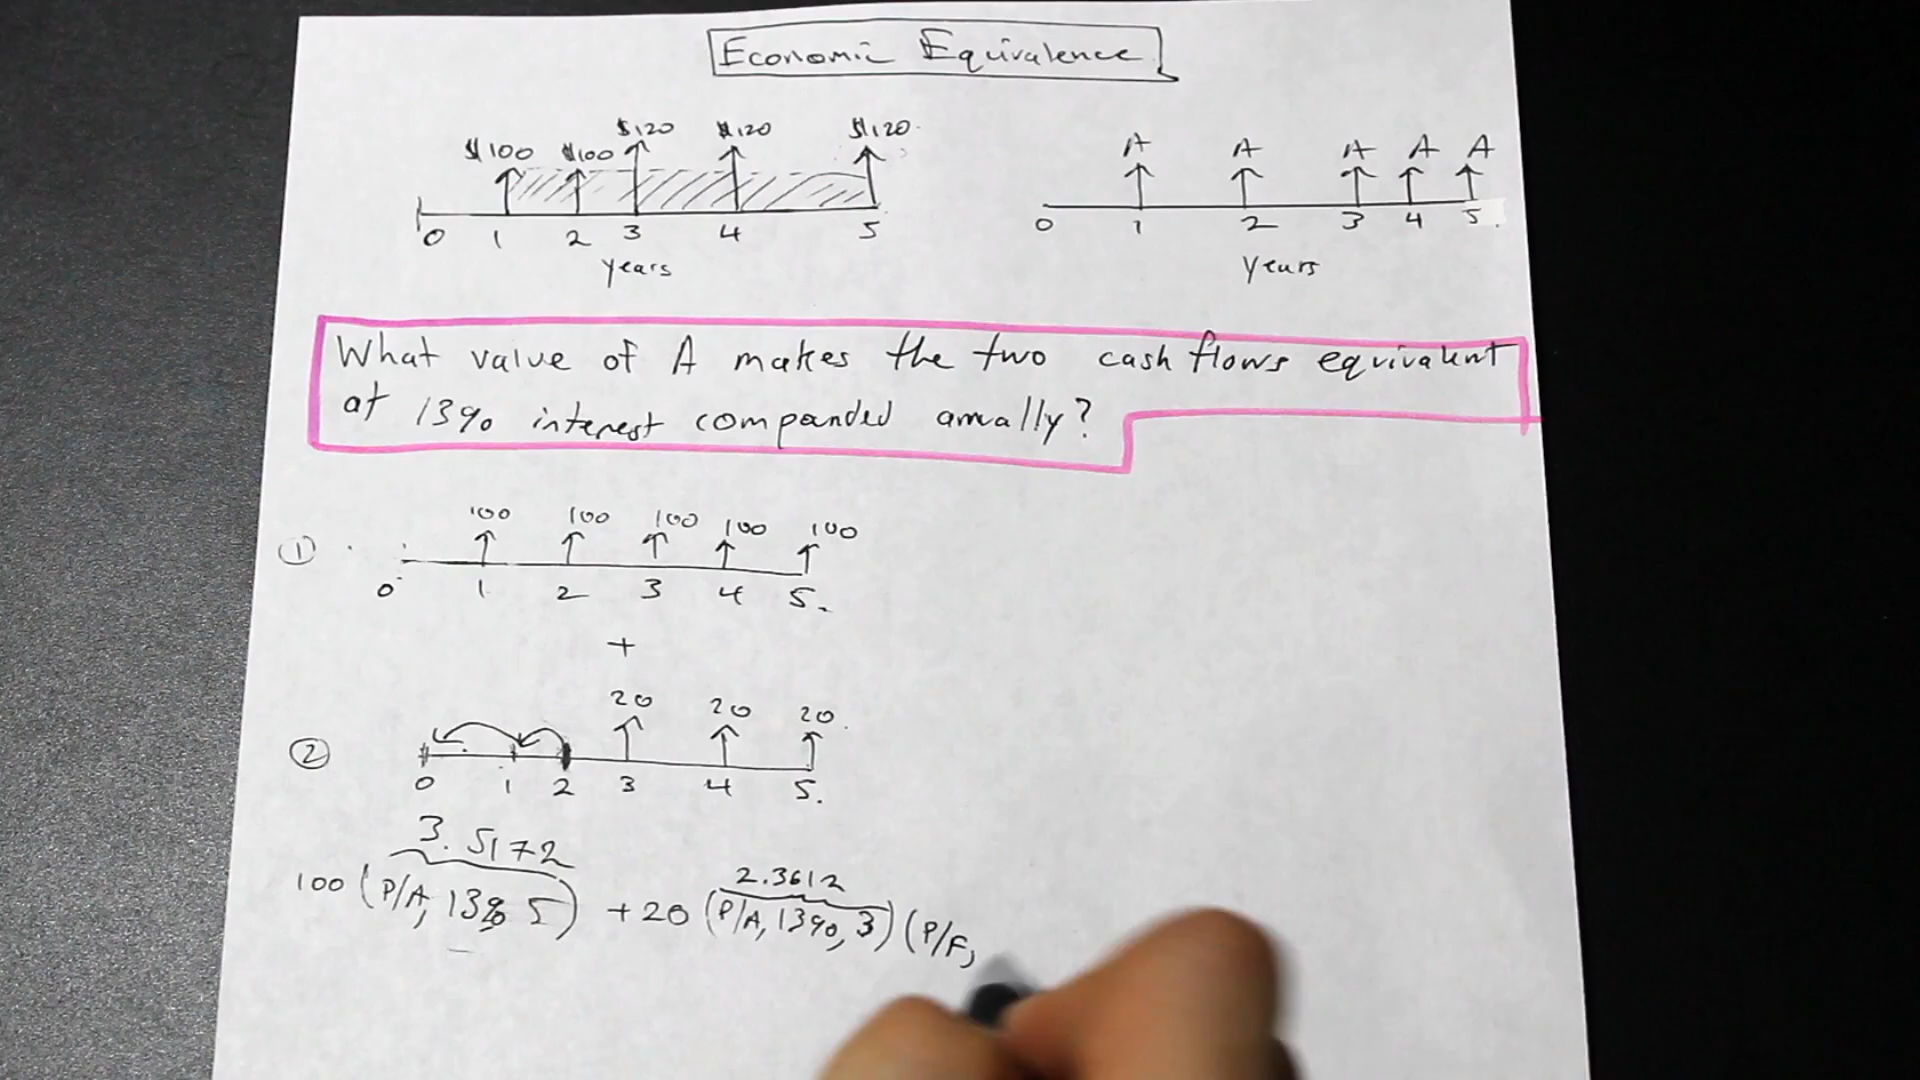 Economic Equivalence
$100 $100 $120 $120 $120
0 1 2 3 4 5
years
A A A A A
0 1 2 3 4 5.
years
What value of A makes the two cash flows equivalent
at 13% interest compounded annually?
1 100 100 100 100 100
0 1 2 3 4 5.
+
2 20 20 20
0 1 2 3 4 5.
3.5172 2.3612
100 (P/A, 13% 5) + 20 (P/A, 13%, 3) (P/F,